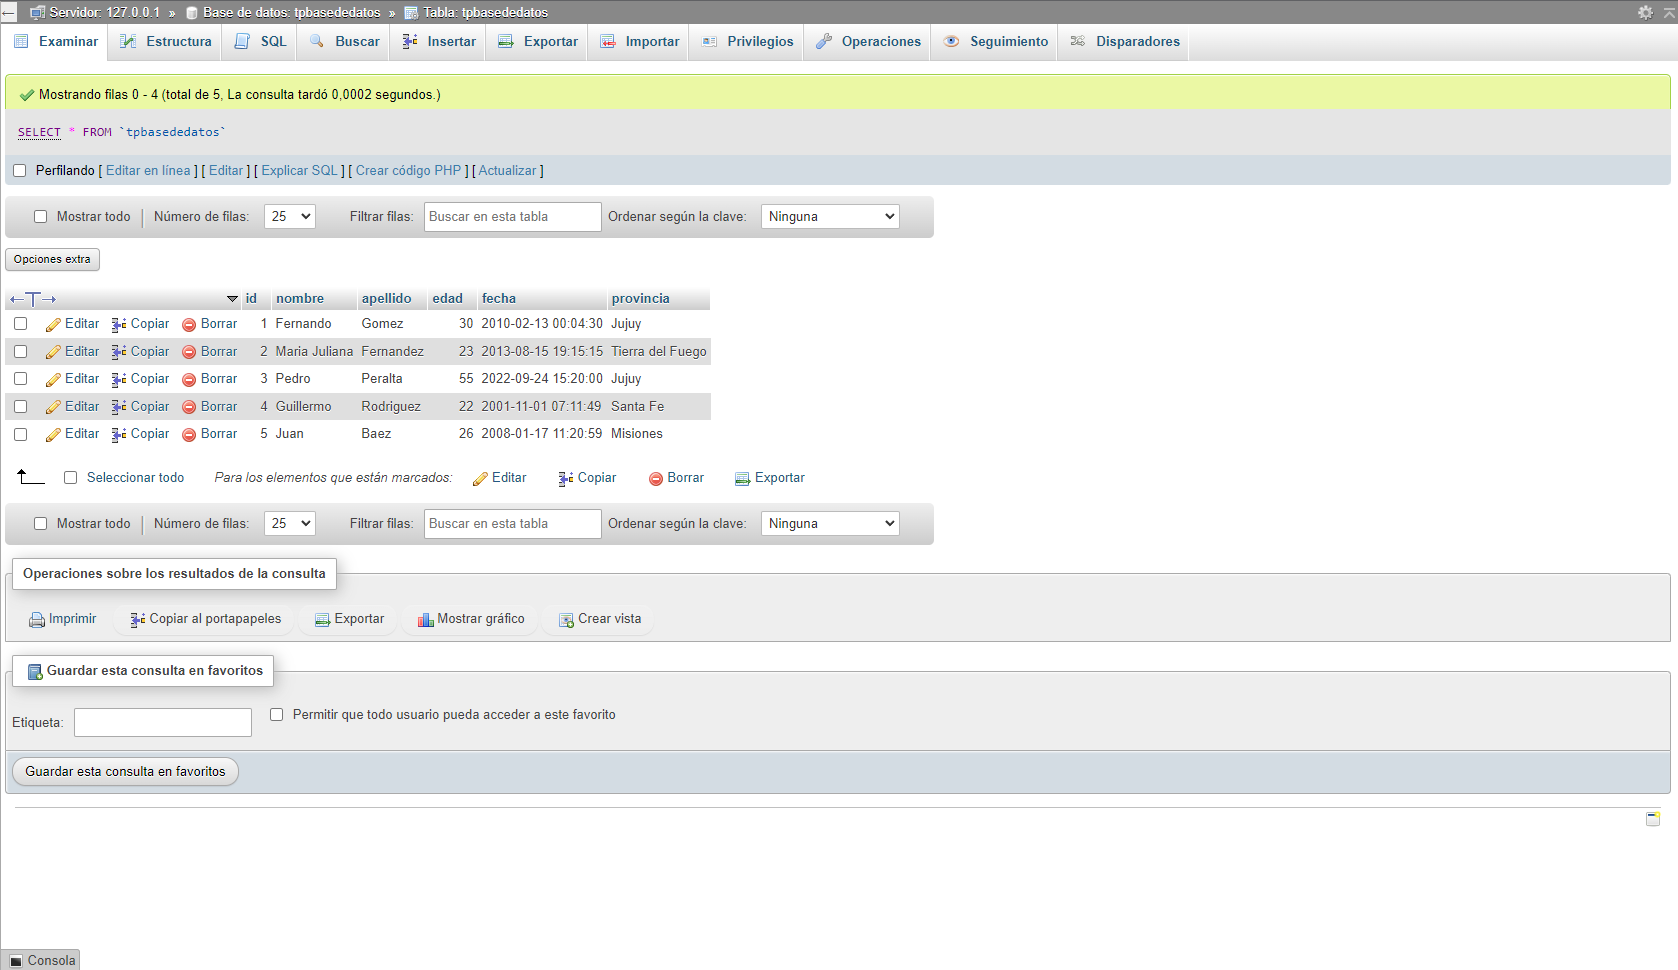 Servidor: 127.0.0.1 » Base de datos: tpbasededatos » Tabla: tpbasededatos
Examinar Estructura SQL Buscar Insertar Exportar Importar Privilegios Operaciones Seguimiento Disparadores
Mostrando filas 0 - 4 (total de 5, La consulta tardó 0,0002 segundos.)
SELECT * FROM `tpbasededatos`
Perfilando [ Editar en línea ] [ Editar ] [ Explicar SQL ] [ Crear código PHP ] [ Actualizar ]
Mostrar todo Número de filas: 25 Filtrar filas: Buscar en esta tabla Ordenar según la clave: Ninguna
Opciones extra
←T→ id nombre apellido edad fecha provincia
Editar Copiar Borrar 1 Fernando Gomez 30 2010-02-13 00:04:30 Jujuy
Editar Copiar Borrar 2 Maria Juliana Fernandez 23 2013-08-15 19:15:15 Tierra del Fuego
Editar Copiar Borrar 3 Pedro Peralta 55 2022-09-24 15:20:00 Jujuy
Editar Copiar Borrar 4 Guillermo Rodriguez 22 2001-11-01 07:11:49 Santa Fe
Editar Copiar Borrar 5 Juan Baez 26 2008-01-17 11:20:59 Misiones
Seleccionar todo Para los elementos que están marcados: Editar Copiar Borrar Exportar
Mostrar todo Número de filas: 25 Filtrar filas: Buscar en esta tabla Ordenar según la clave: Ninguna
Operaciones sobre los resultados de la consulta
Imprimir Copiar al portapapeles Exportar Mostrar gráfico Crear vista
Guardar esta consulta en favoritos
Etiqueta: Permitir que todo usuario pueda acceder a este favorito
Guardar esta consulta en favoritos
Consola